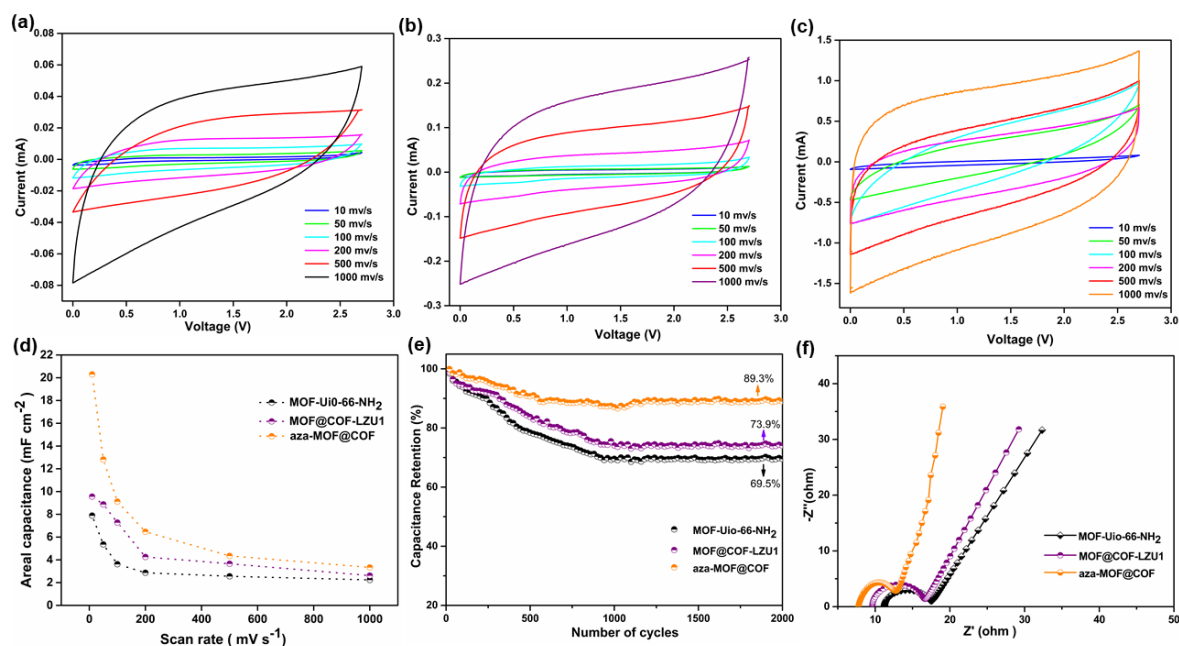 (a)
0.08
0.06
0.04
0.02
0.00
-0.02
-0.04
-0.06
-0.08
Current (mA)
0.0 0.5 1.0 1.5 2.0 2.5 3.0
Voltage (V)
10 mv/s
50 mv/s
100 mv/s
200 mv/s
500 mv/s
1000 mv/s
(b)
0.3
0.2
0.1
0.0
-0.1
-0.2
-0.3
Current (mA)
0.0 0.5 1.0 1.5 2.0 2.5 3.0
Voltage (V)
10 mv/s
50 mv/s
100 mv/s
200 mv/s
500 mv/s
1000 mv/s
(c)
1.5
1.0
0.5
0.0
-0.5
-1.0
-1.5
Current (mA)
0.0 0.5 1.0 1.5 2.0 2.5 3.0
Voltage (V)
10 mv/s
50 mv/s
100 mv/s
200 mv/s
500 mv/s
1000 mv/s
(d)
22
20
18
16
14
12
10
8
6
4
2
0
Areal capacitance (mF cm-2)
0 200 400 600 800 1000
Scan rate ( mV s-1)
MOF-Ui0-66-NH2
MOF@COF-LZU1
aza-MOF@COF
(e)
100
80
60
40
20
Capacitance Retention (%)
0 250 500 750 1000 1250 1500 1750 2000
Number of cycles
89.3%
73.9%
69.5%
MOF-Uio-66-NH2
MOF@COF-LZU1
aza-MOF@COF
(f)
40
35
30
25
20
15
10
5
0
-Z"(ohm)
0 10 20 30 40 50
Z' (ohm )
MOF-Uio-66-NH2
MOF@COF-LZU1
aza-MOF@COF